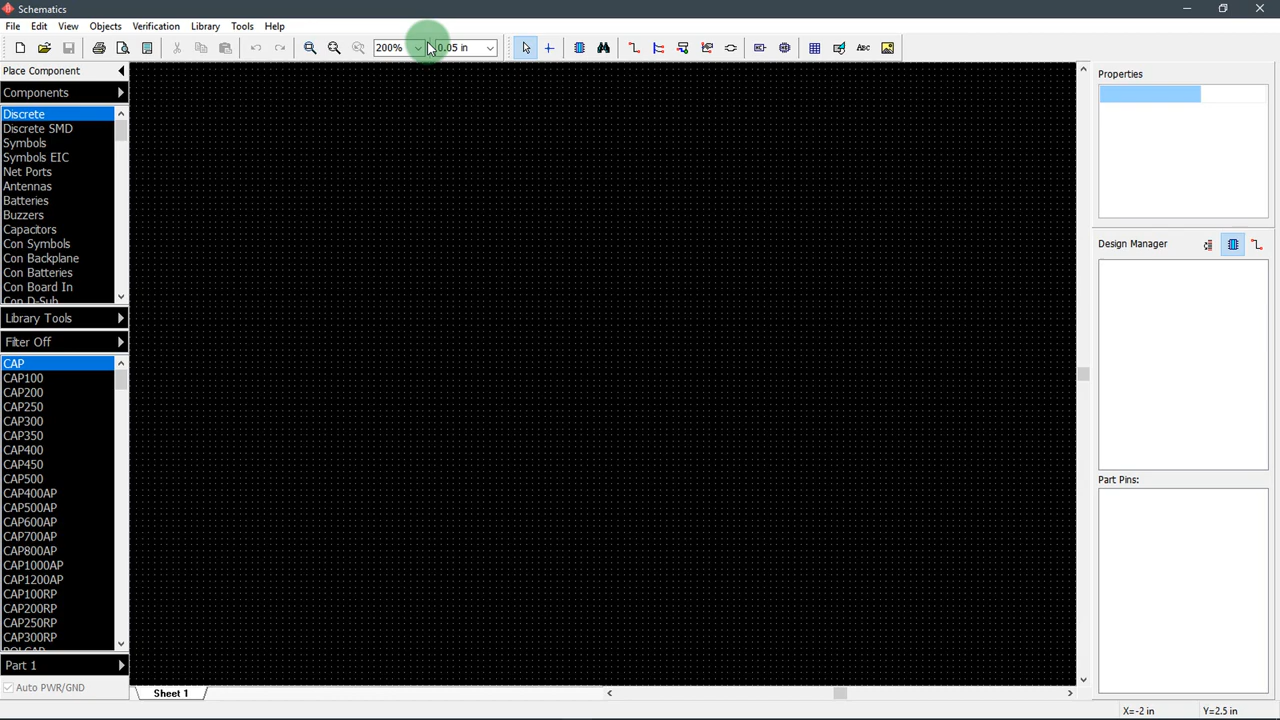 Schematics
File Edit View Objects Verification Library Tools Help
200% 0.05 in
Abc
Place Component
Components
Discrete
Discrete SMD
Symbols
Symbols EIC
Net Ports
Antennas
Batteries
Buzzers
Capacitors
Con Symbols
Con Backplane
Con Batteries
Con Board In
Con D-Sub
Library Tools
Filter Off
CAP
CAP100
CAP200
CAP250
CAP300
CAP350
CAP400
CAP450
CAP500
CAP400AP
CAP500AP
CAP600AP
CAP700AP
CAP800AP
CAP1000AP
CAP1200AP
CAP100RP
CAP200RP
CAP250RP
CAP300RP
POLCAP
Part 1
Auto PWR/GND
Sheet 1
Properties
Design Manager
Part Pins:
X=-2 in Y=2.5 in